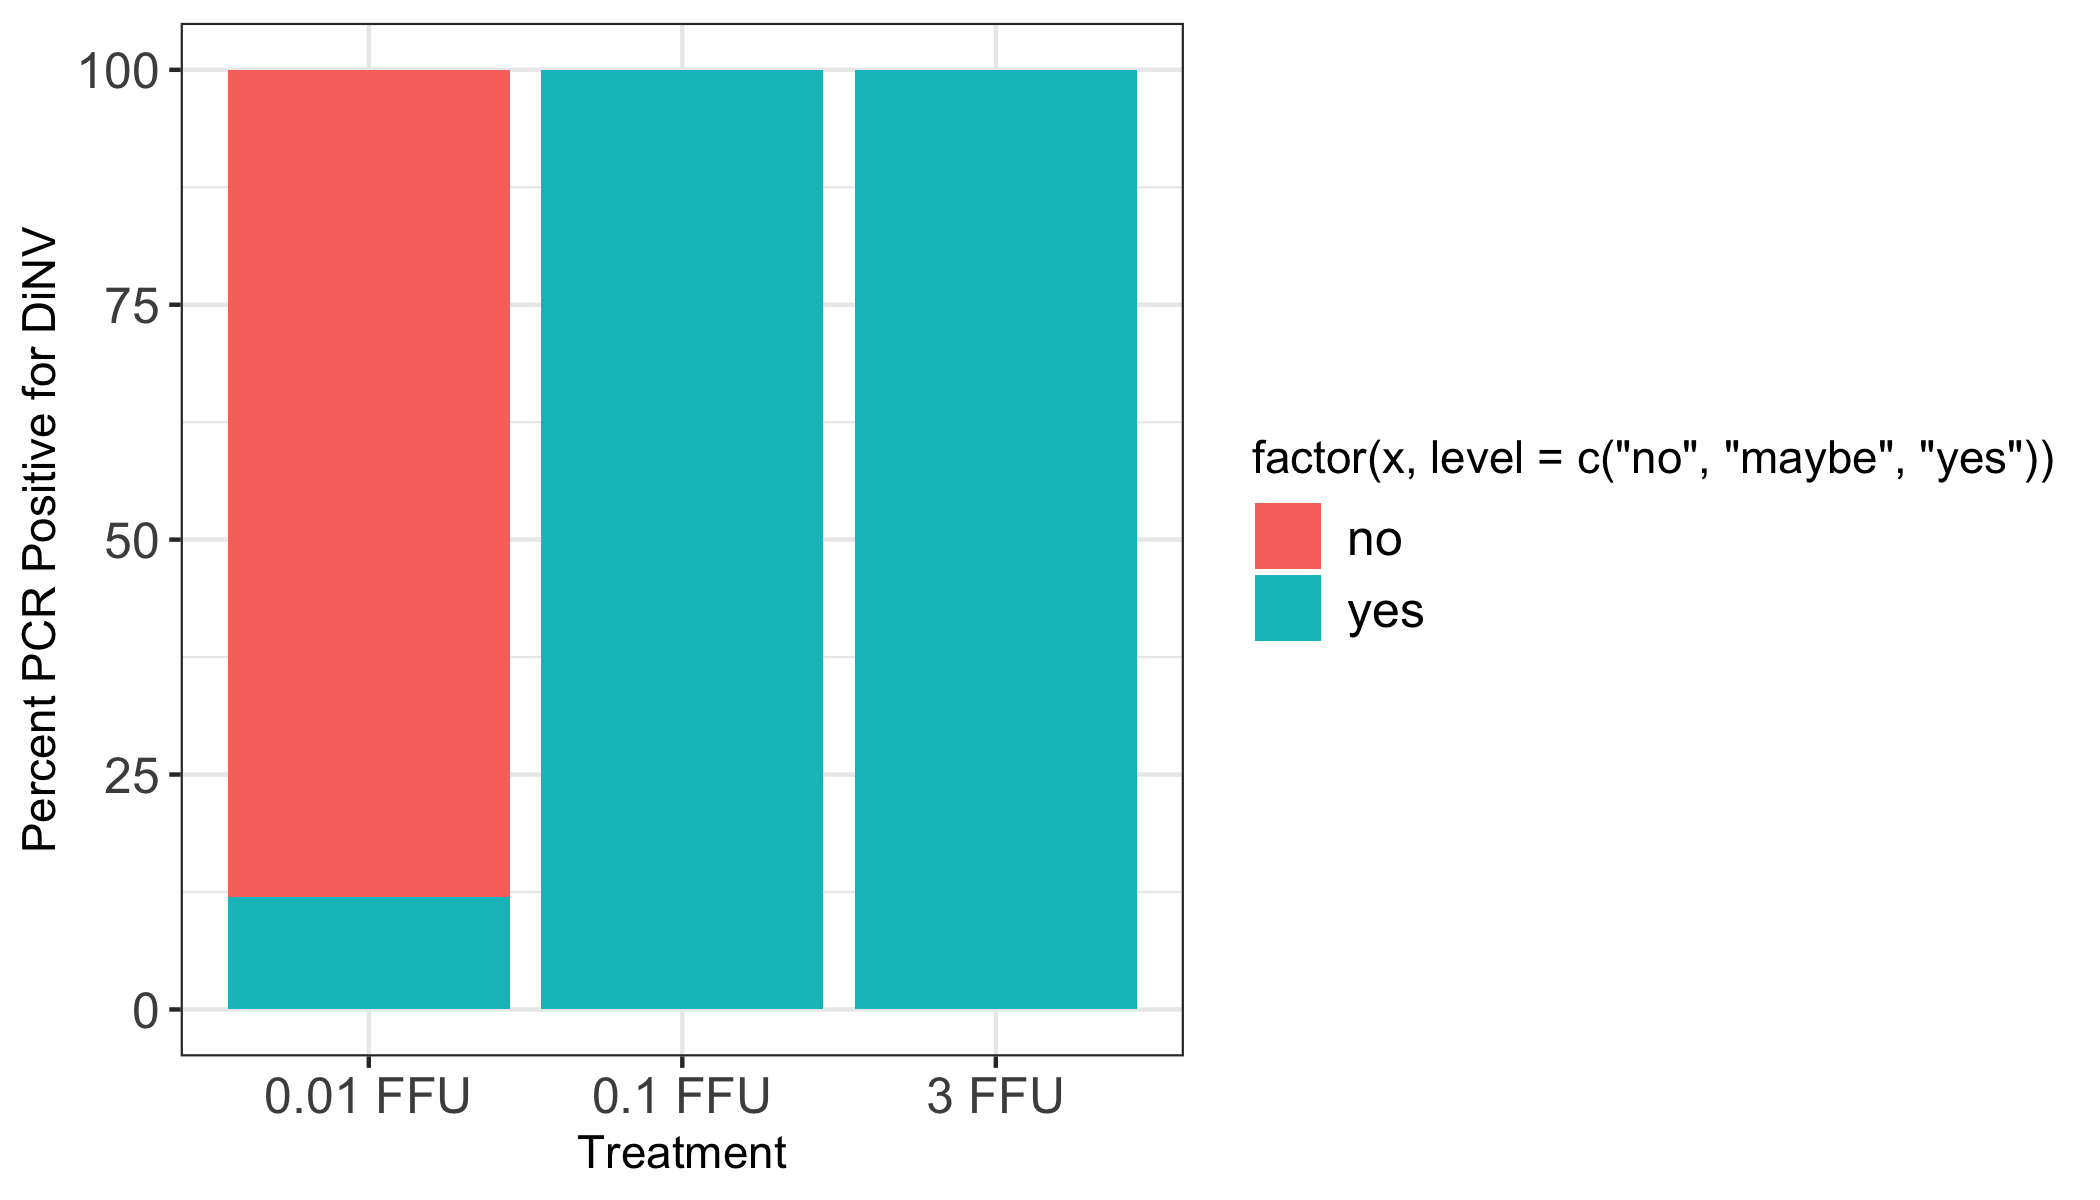 Percent PCR Positive for DiNV
100
75
50
25
0
0.01 FFU
0.1 FFU
3 FFU
Treatment
factor(x, level = c("no", "maybe", "yes"))
no
yes